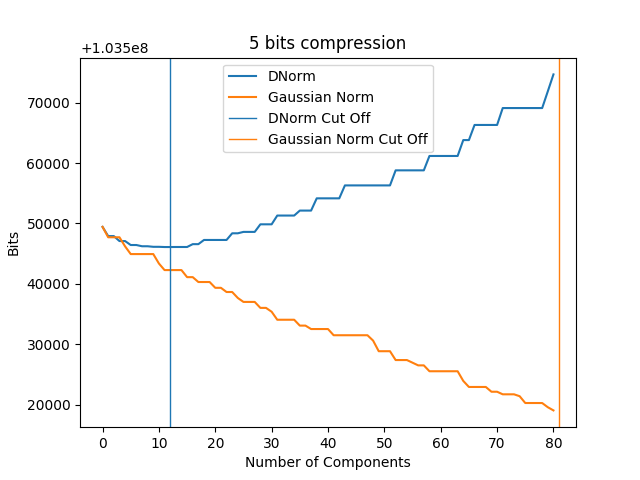 5 bits compression
+1.035e8
DNorm
Gaussian Norm
DNorm Cut Off
Gaussian Norm Cut Off
70000
60000
50000
40000
30000
20000
Bits
0 10 20 30 40 50 60 70 80
Number of Components